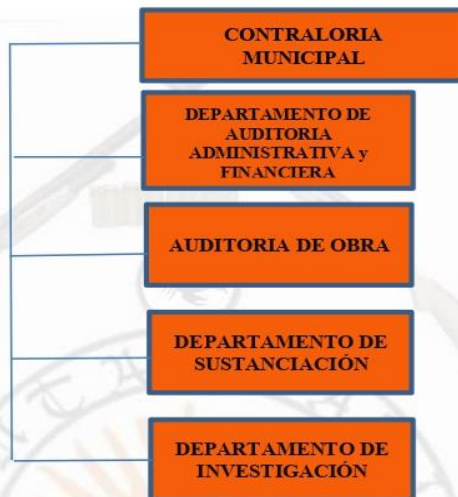 CONTRALORIA
MUNICIPAL
DEPARTAMENTO DE
AUDITORIA
ADMINISTRATIVA y
FINANCIERA
AUDITORIA DE OBRA
DEPARTAMENTO DE
SUSTANCIACIÓN
DEPARTAMENTO DE
INVESTIGACIÓN